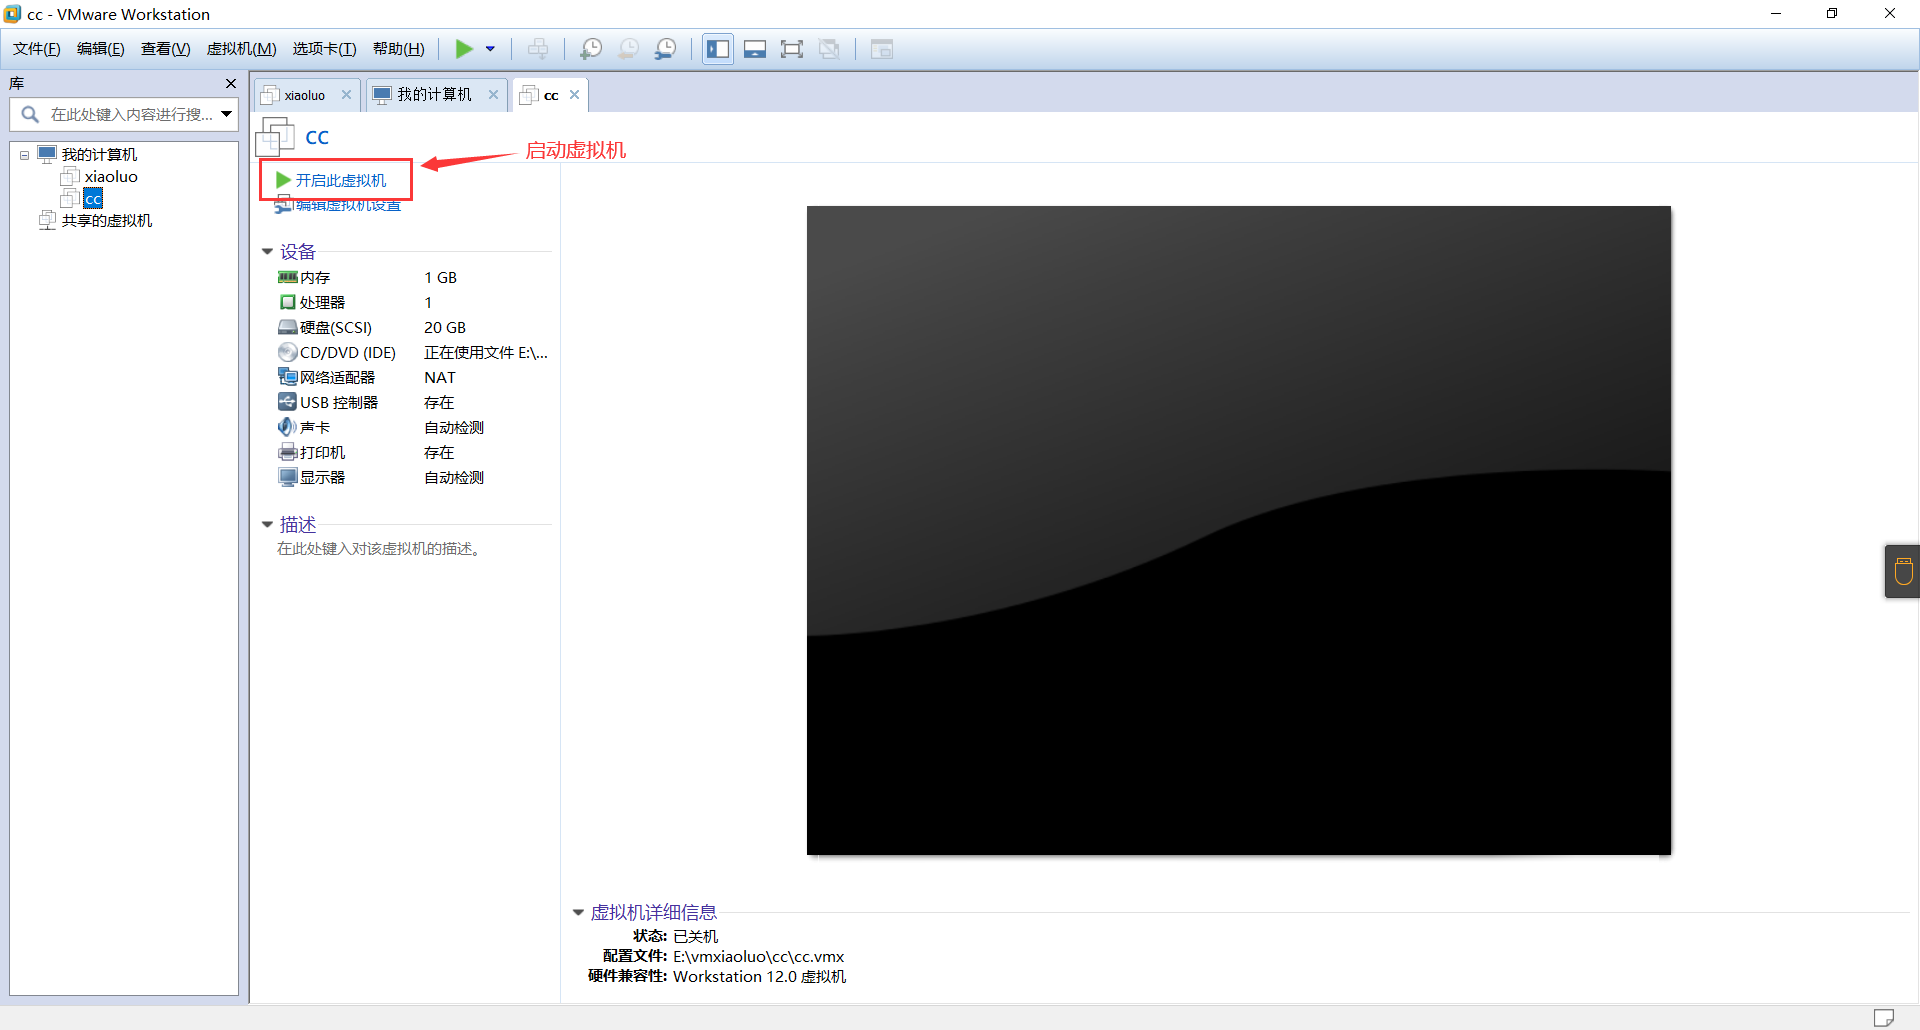 cc - VMware Workstation
文件(F) 编辑(E) 查看(V) 虚拟机(M) 选项卡(T) 帮助(H)
库
在此处键入内容进行搜...
我的计算机
xiaoluo
cc
共享的虚拟机
xiaoluo 我的计算机 cc
cc
启动虚拟机
开启此虚拟机
编辑虚拟机设置
设备
内存 1 GB
处理器 1
硬盘(SCSI) 20 GB
CD/DVD (IDE) 正在使用文件 E:\...
网络适配器 NAT
USB 控制器 存在
声卡 自动检测
打印机 存在
显示器 自动检测
描述
在此处键入对该虚拟机的描述。
虚拟机详细信息
状态: 已关机
配置文件: E:\vmxiaoluo\cc\cc.vmx
硬件兼容性: Workstation 12.0 虚拟机